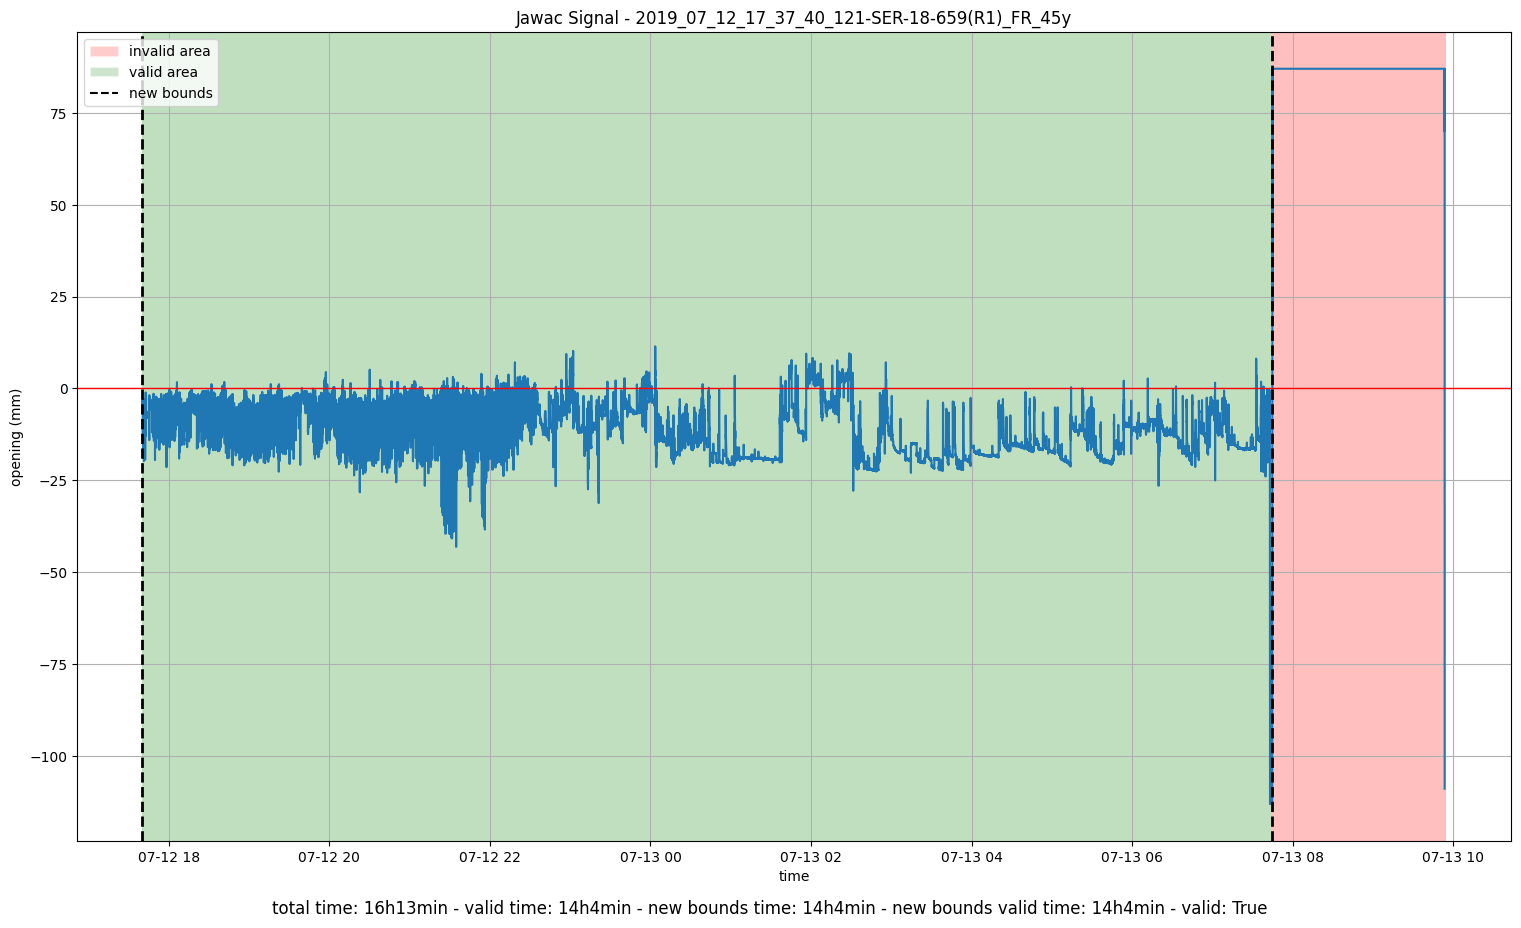 Jawac Signal - 2019_07_12_17_37_40_121-SER-18-659(R1)_FR_45y
invalid area
valid area
new bounds
75
50
25
0
−25
−50
−75
−100
opening (mm)
07-12 18
07-12 20
07-12 22
07-13 00
07-13 02
07-13 04
07-13 06
07-13 08
07-13 10
time
total time: 16h13min - valid time: 14h4min - new bounds time: 14h4min - new bounds valid time: 14h4min - valid: True